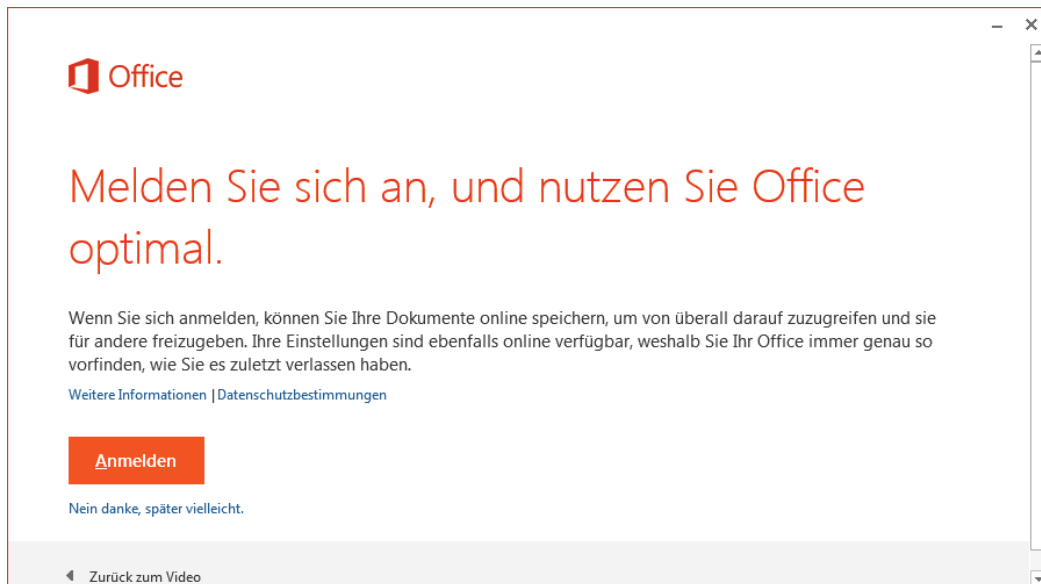 Office
Melden Sie sich an, und nutzen Sie Office
optimal.
Wenn Sie sich anmelden, können Sie Ihre Dokumente online speichern, um von überall darauf zuzugreifen und sie
für andere freizugeben. Ihre Einstellungen sind ebenfalls online verfügbar, weshalb Sie Ihr Office immer genau so
vorfinden, wie Sie es zuletzt verlassen haben.
Weitere Informationen | Datenschutzbestimmungen
Anmelden
Nein danke, später vielleicht.
Zurück zum Video